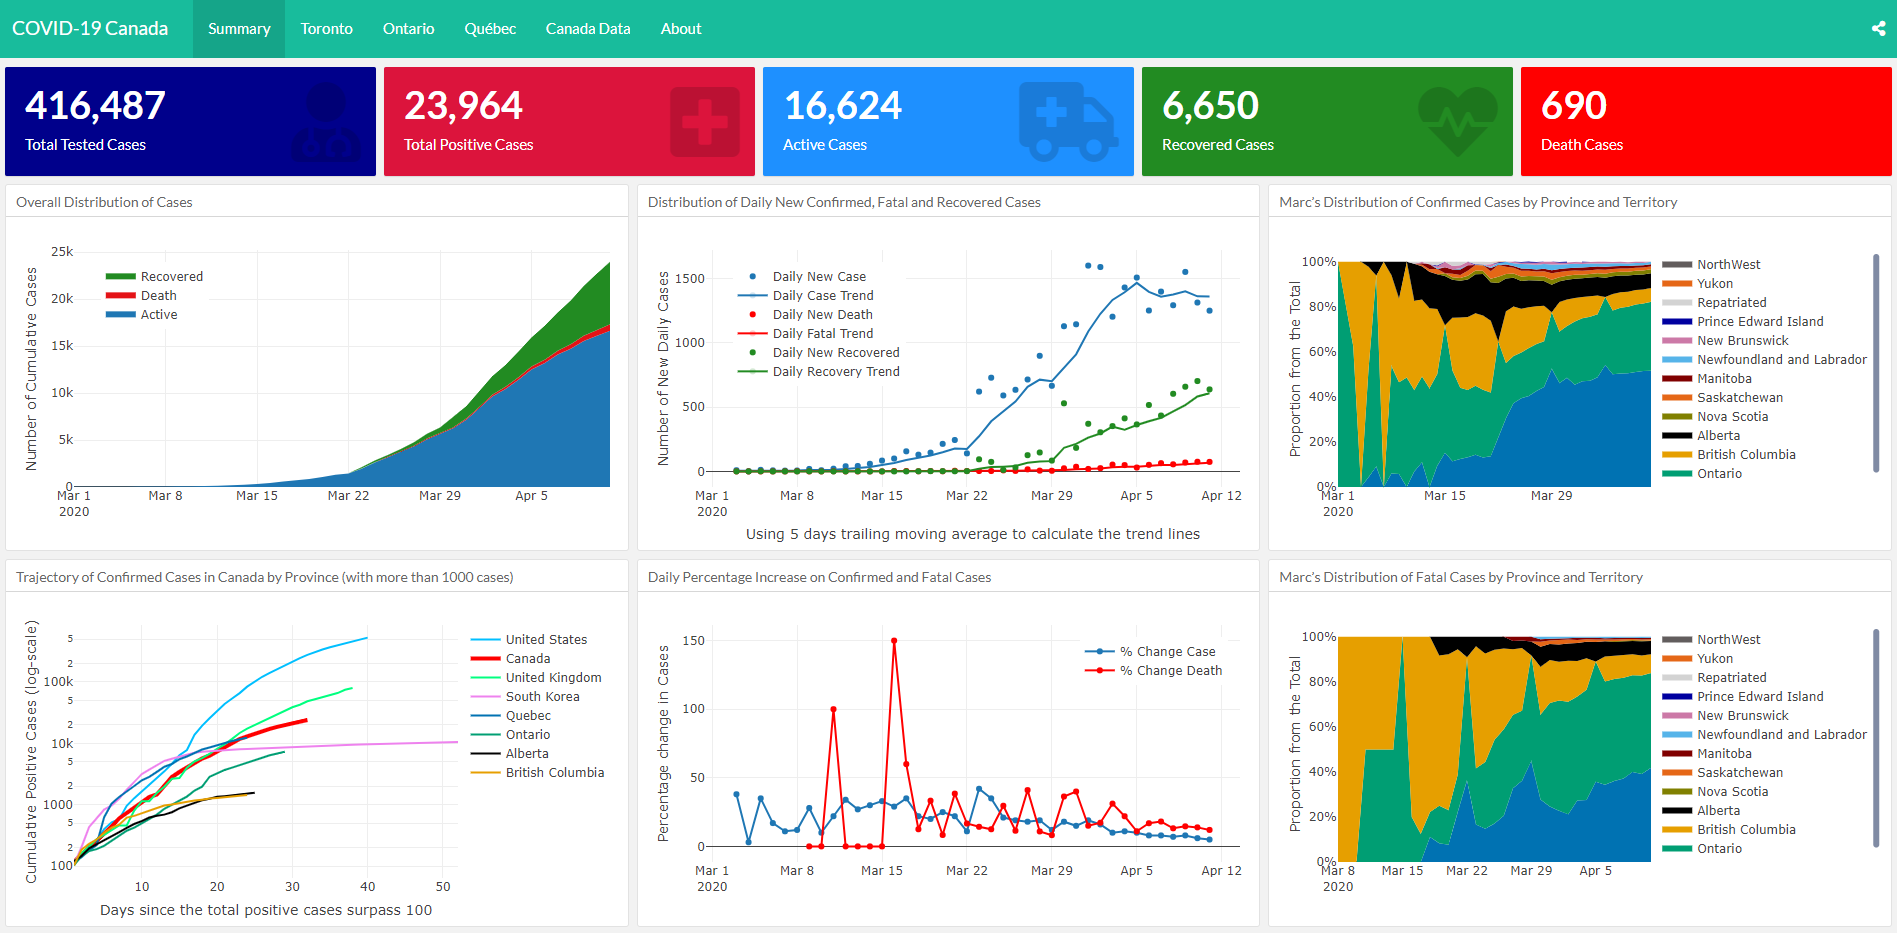 COVID-19 Canada
Summary
Toronto
Ontario
Québec
Canada Data
About
416,487
Total Tested Cases
23,964
Total Positive Cases
16,624
Active Cases
6,650
Recovered Cases
690
Death Cases
Overall Distribution of Cases
Number of Cumulative Cases
25k
20k
15k
10k
5k
0
Recovered
Death
Active
Mar 1
2020
Mar 8
Mar 15
Mar 22
Mar 29
Apr 5
Distribution of Daily New Confirmed, Fatal and Recovered Cases
Number of New Daily Cases
1500
1000
500
0
Daily New Case
Daily Case Trend
Daily New Death
Daily Fatal Trend
Daily New Recovered
Daily Recovery Trend
Mar 1
2020
Mar 8
Mar 15
Mar 22
Mar 29
Apr 5
Apr 12
Using 5 days trailing moving average to calculate the trend lines
Marc's Distribution of Confirmed Cases by Province and Territory
Proportion from the Total
100%
80%
60%
40%
20%
0%
Mar 1
2020
Mar 15
Mar 29
NorthWest
Yukon
Repatriated
Prince Edward Island
New Brunswick
Newfoundland and Labrador
Manitoba
Saskatchewan
Nova Scotia
Alberta
British Columbia
Ontario
Trajectory of Confirmed Cases in Canada by Province (with more than 1000 cases)
Cumulative Positive Cases (log-scale)
5
2
100k
5
2
10k
5
2
1000
5
2
100
10
20
30
40
50
Days since the total positive cases surpass 100
United States
Canada
United Kingdom
South Korea
Quebec
Ontario
Alberta
British Columbia
Daily Percentage Increase on Confirmed and Fatal Cases
Percentage change in Cases
150
100
50
0
% Change Case
% Change Death
Mar 1
2020
Mar 8
Mar 15
Mar 22
Mar 29
Apr 5
Apr 12
Marc's Distribution of Fatal Cases by Province and Territory
Proportion from the Total
100%
80%
60%
40%
20%
0%
Mar 8
2020
Mar 15
Mar 22
Mar 29
Apr 5
NorthWest
Yukon
Repatriated
Prince Edward Island
New Brunswick
Newfoundland and Labrador
Manitoba
Saskatchewan
Nova Scotia
Alberta
British Columbia
Ontario